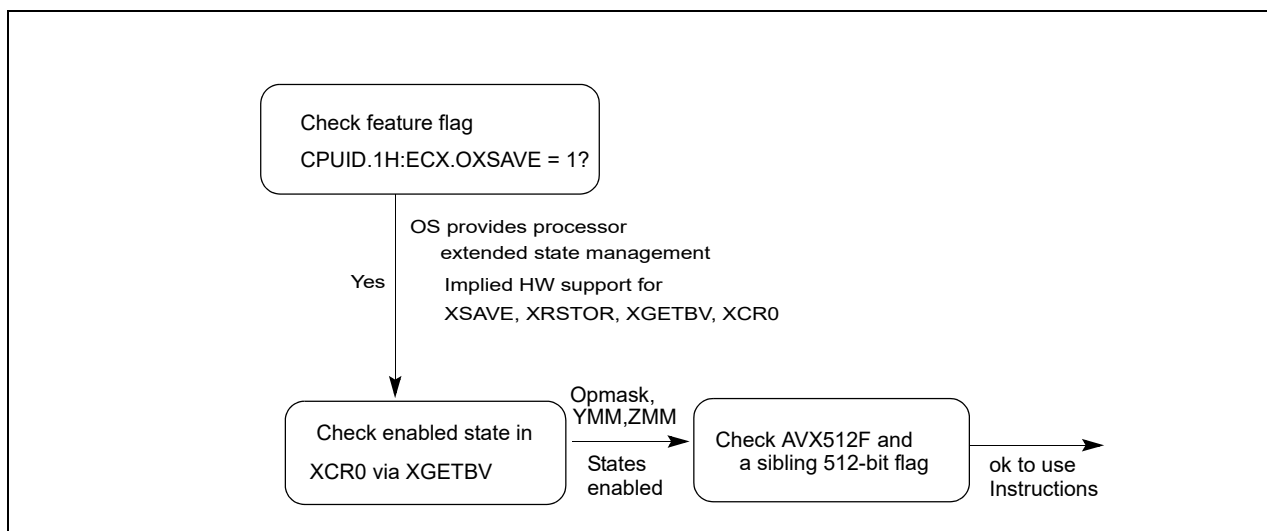 Check feature flag
CPUID.1H:ECX.OXSAVE = 1?
OS provides processor
extended state management
Yes
Implied HW support for
XSAVE, XRSTOR, XGETBV, XCR0
Check enabled state in
XCR0 via XGETBV
Opmask,
YMM,ZMM
States
enabled
Check AVX512F and
a sibling 512-bit flag
ok to use
Instructions